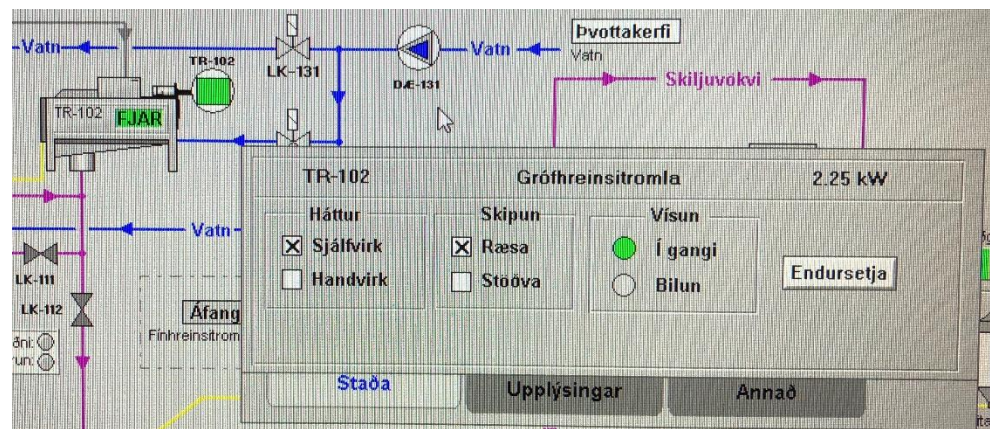 Þvottakerfi
Vatn
Vatn
Vatn
TR-102
LK-131
DÆ-131
Skiljuvökvi
TR-102
FJAR
TR-102 Grófhreinsitromla 2.25 kW
Háttur Skipun Vísun
Sjálfvirk Ræsa Í gangi
Handvirk Stöðva Bilun
Endursetja
Vatn
LK-111
LK-112
Áfang
Fínhreinsitrom
ðni:
run:
Staða Upplýsingar Annað